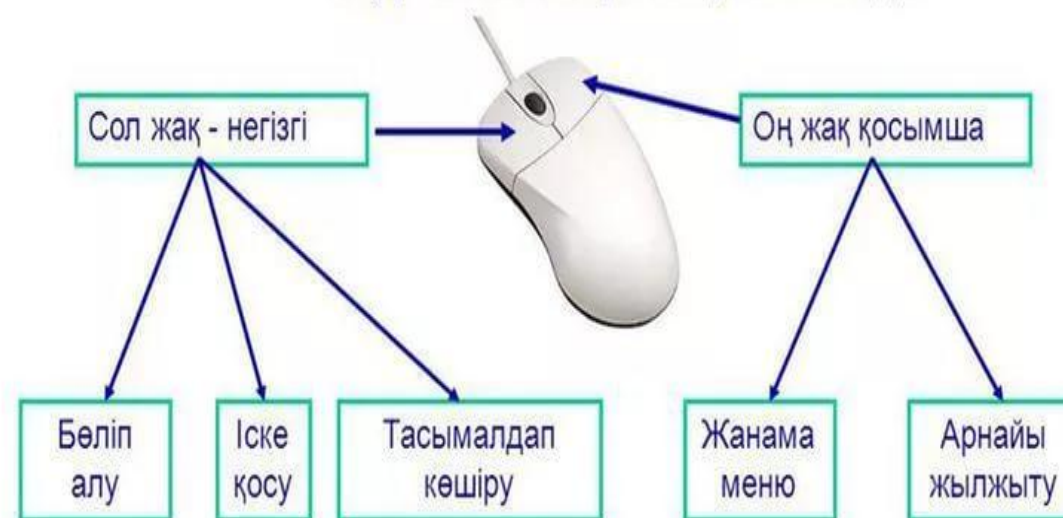 Сол жақ - негізгі
Оң жақ қосымша
Бөліп
алу
Іске
қосу
Тасымалдап
көшіру
Жанама
меню
Арнайы
жылжыту